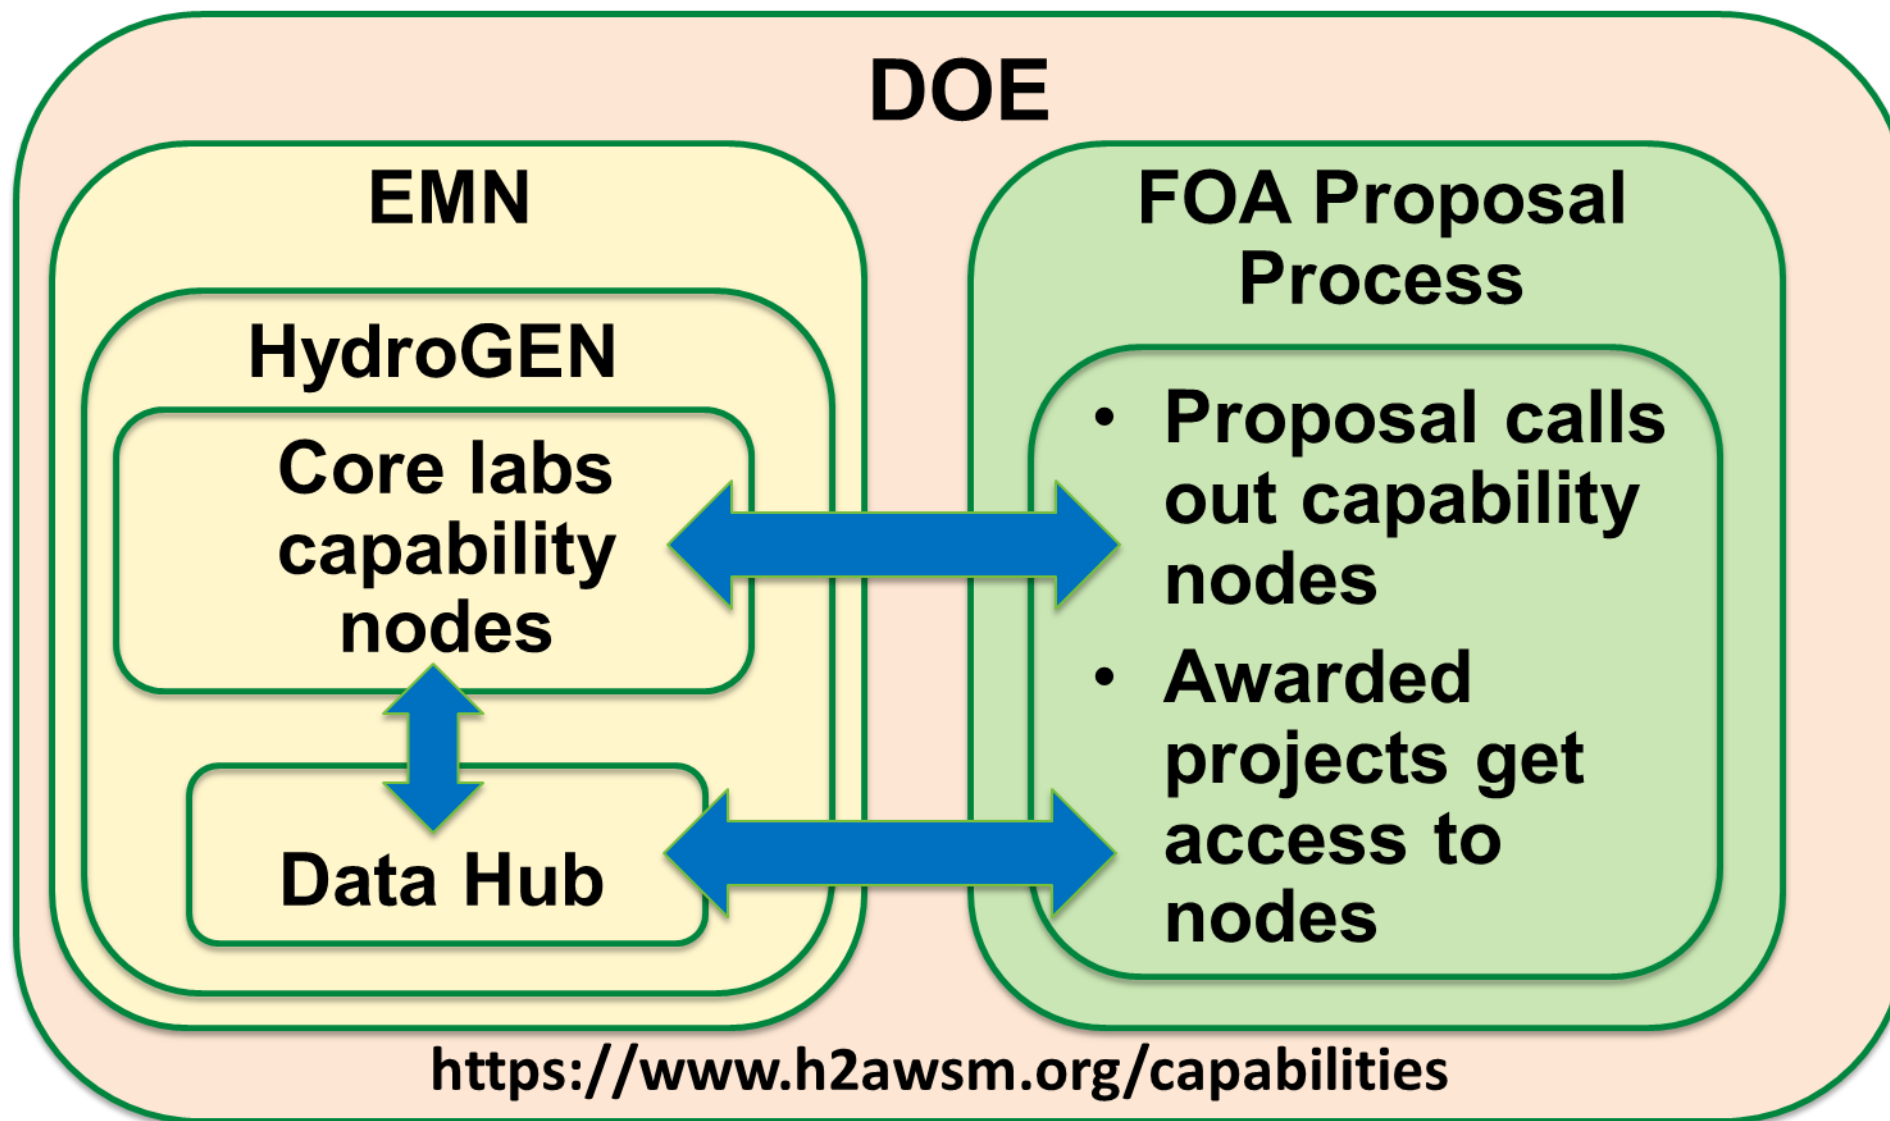 DOE
EMN
HydroGEN
Core labs
capability
nodes
Data Hub
FOA Proposal
Process
• Proposal calls
out capability
nodes
• Awarded
projects get
access to
nodes
https://www.h2awsm.org/capabilities